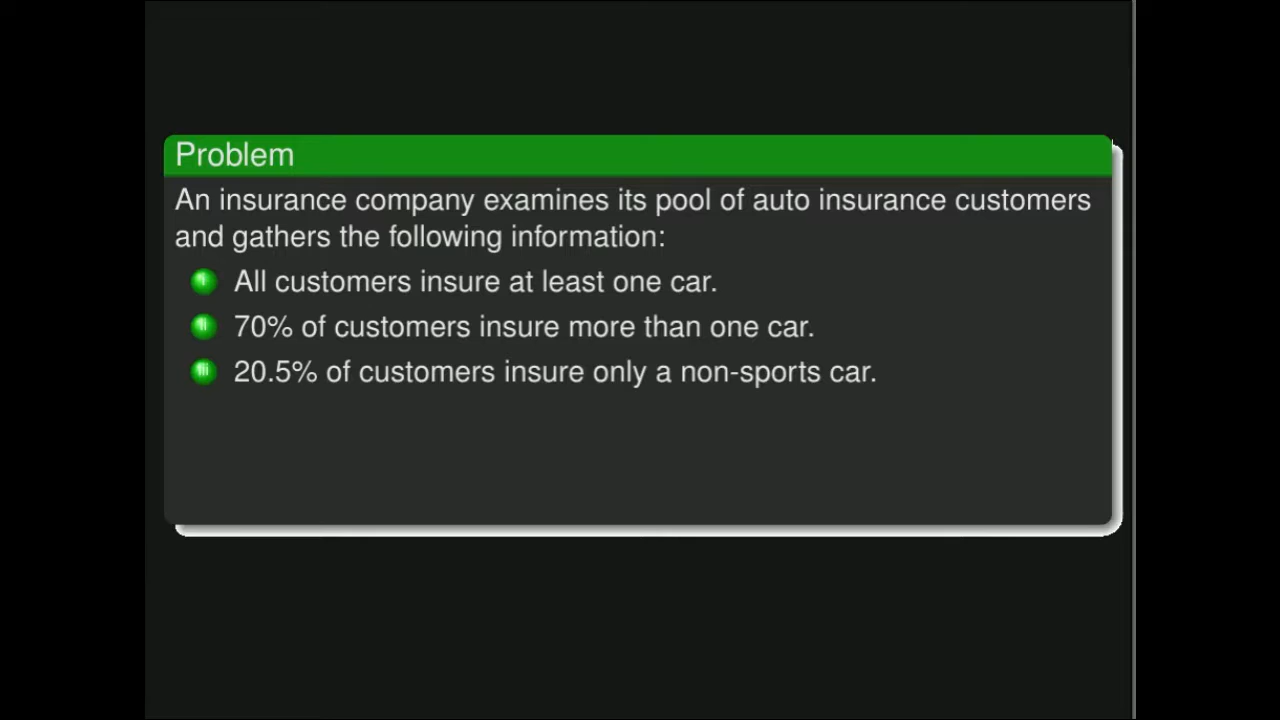 Problem
An insurance company examines its pool of auto insurance customers
and gathers the following information:
i All customers insure at least one car.
ii 70% of customers insure more than one car.
iii 20.5% of customers insure only a non-sports car.